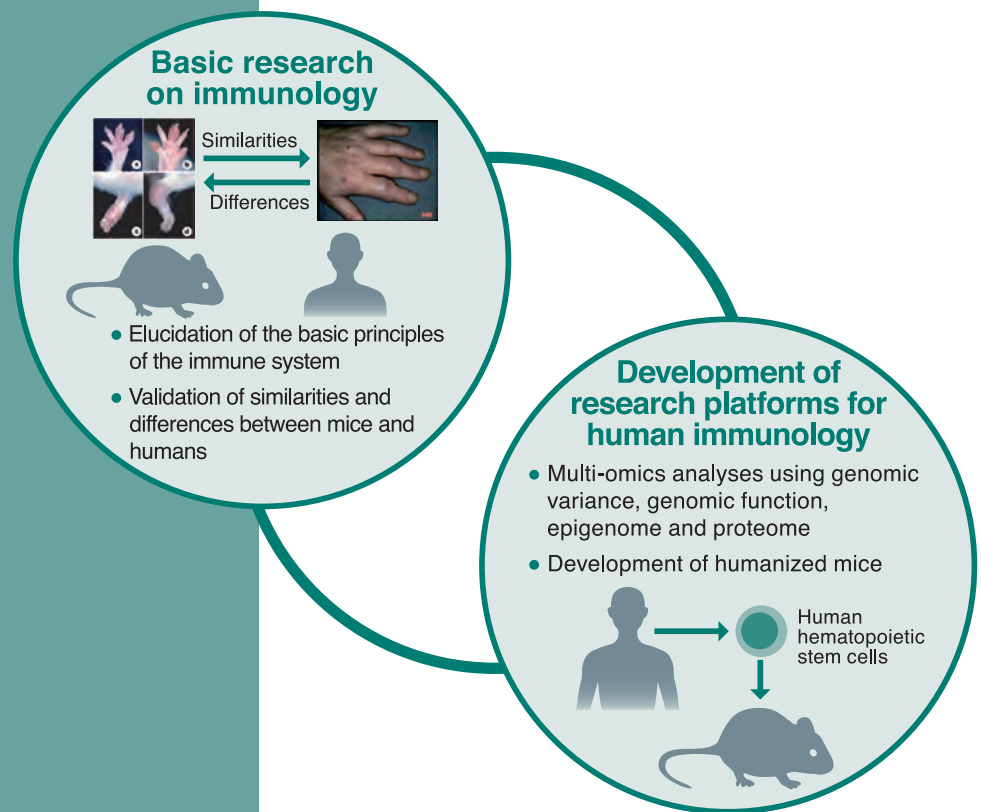 Basic research
on immunology
Similarities
Differences
● Elucidation of the basic principles
of the immune system
● Validation of similarities and
differences between mice and
humans
Development of
research platforms for
human immunology
● Multi-omics analyses using genomic
variance, genomic function,
epigenome and proteome
● Development of humanized mice
Human
hematopoietic
stem cells